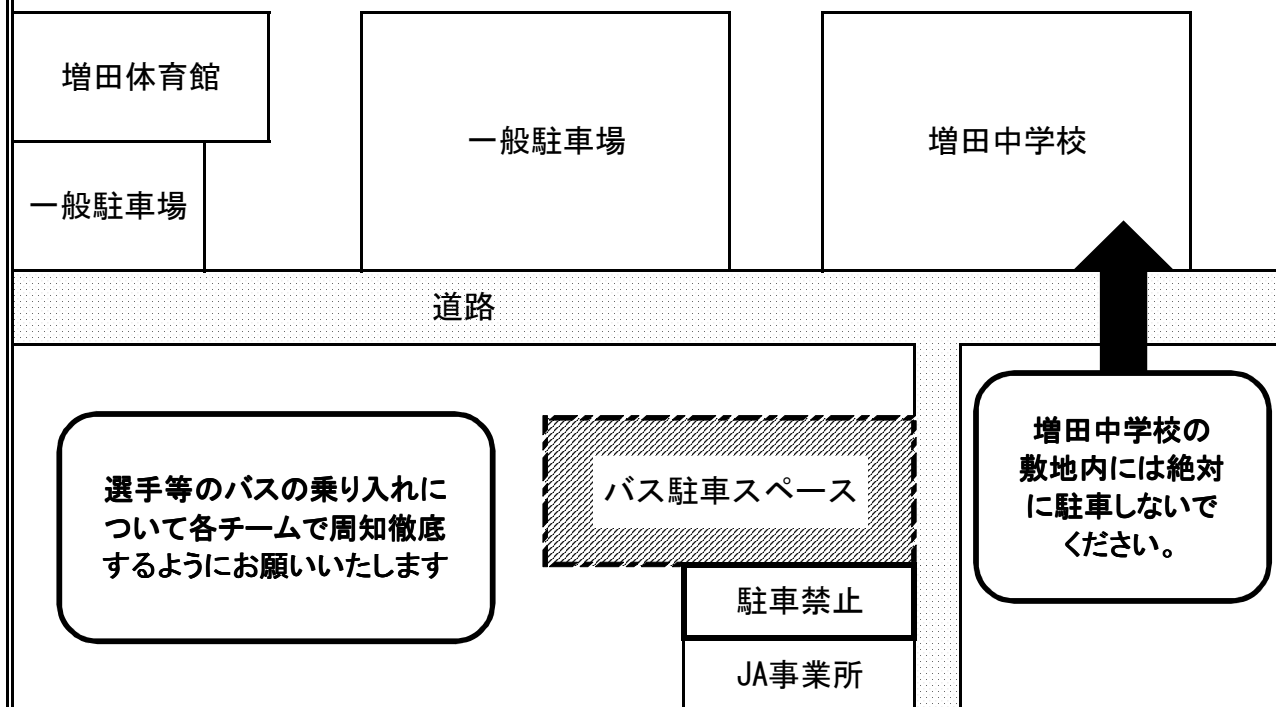 増田体育館
一般駐車場
増田中学校
一般駐車場
道路
選手等のバスの乗り入れに
ついて各チームで周知徹底
するようにお願いいたします
バス駐車スペース
増田中学校の
敷地内には絶対
に駐車しないで
ください。
駐車禁止
JA事業所